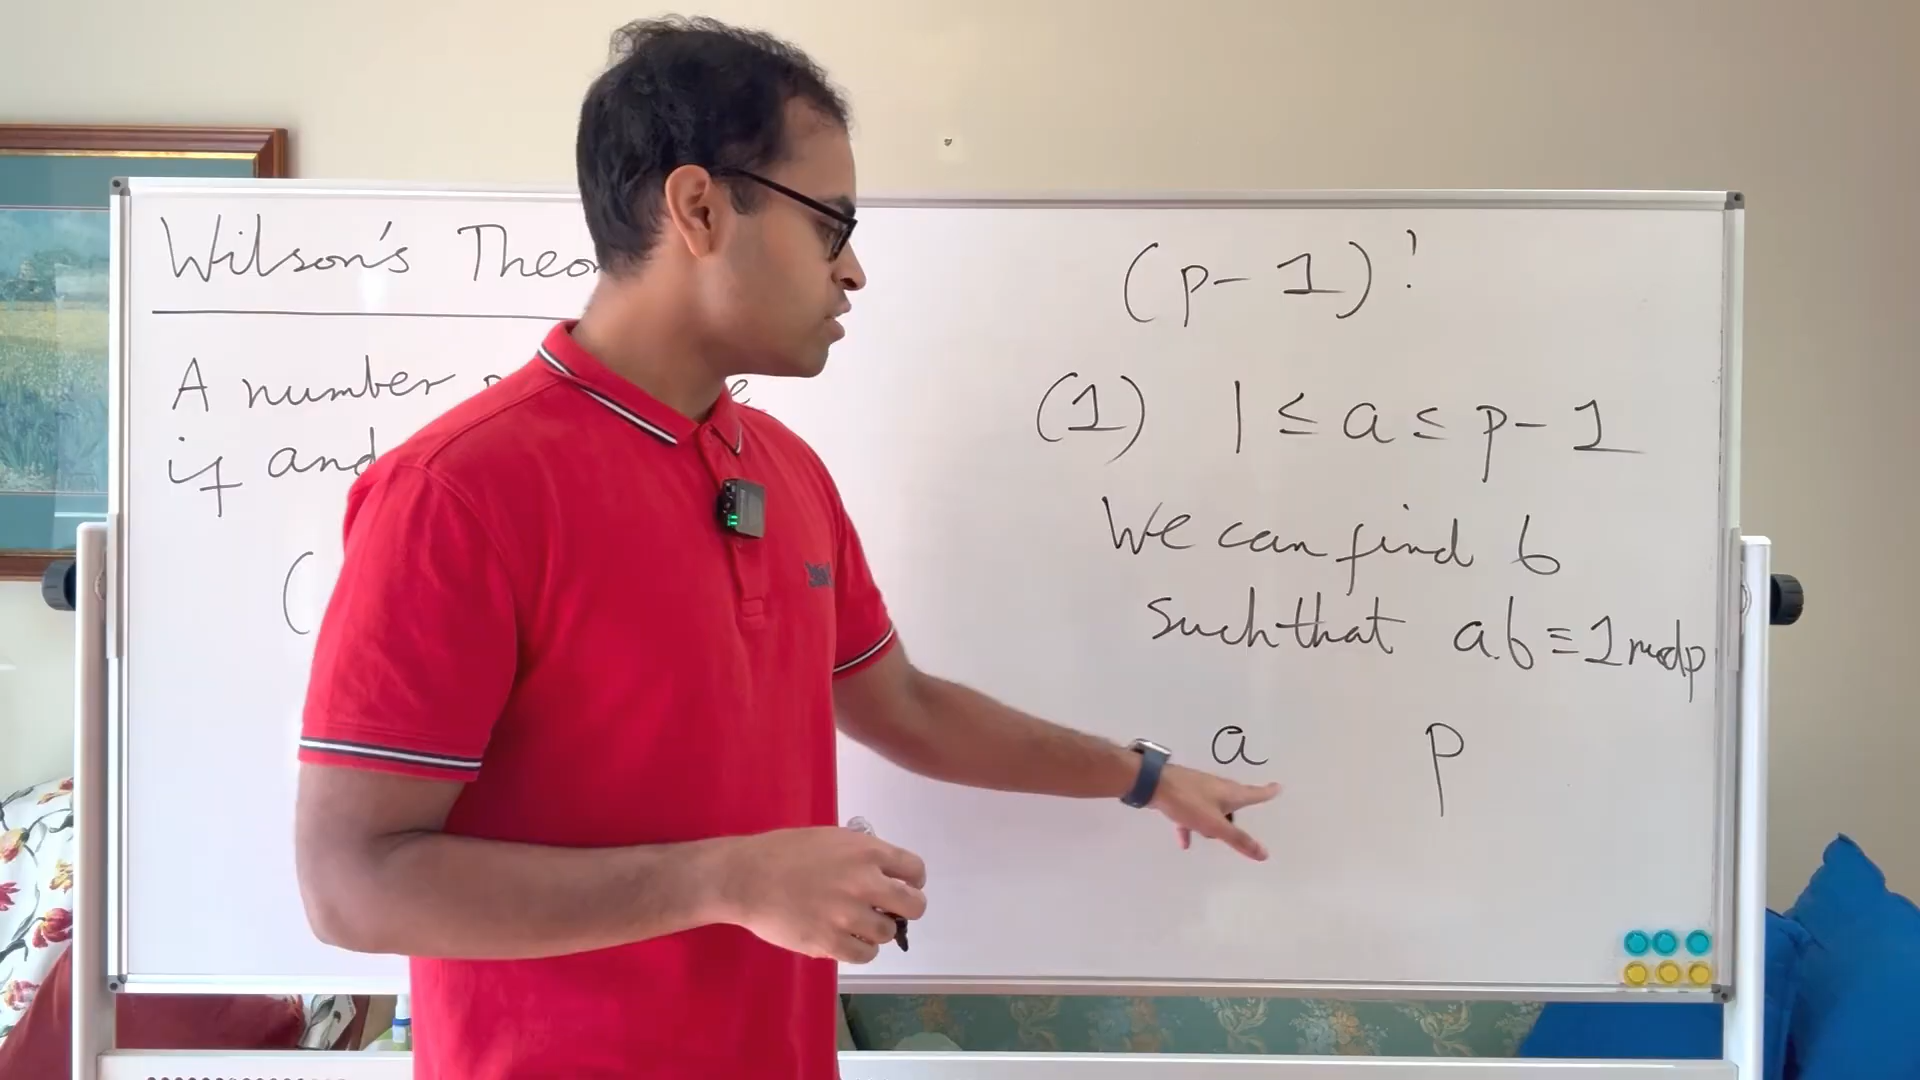 Wilson's Theo
A number
if and
(
(p-1)!
(1) 1 ≤ a ≤ p-1
We can find b
such that a.b ≡ 1 mod p
a p